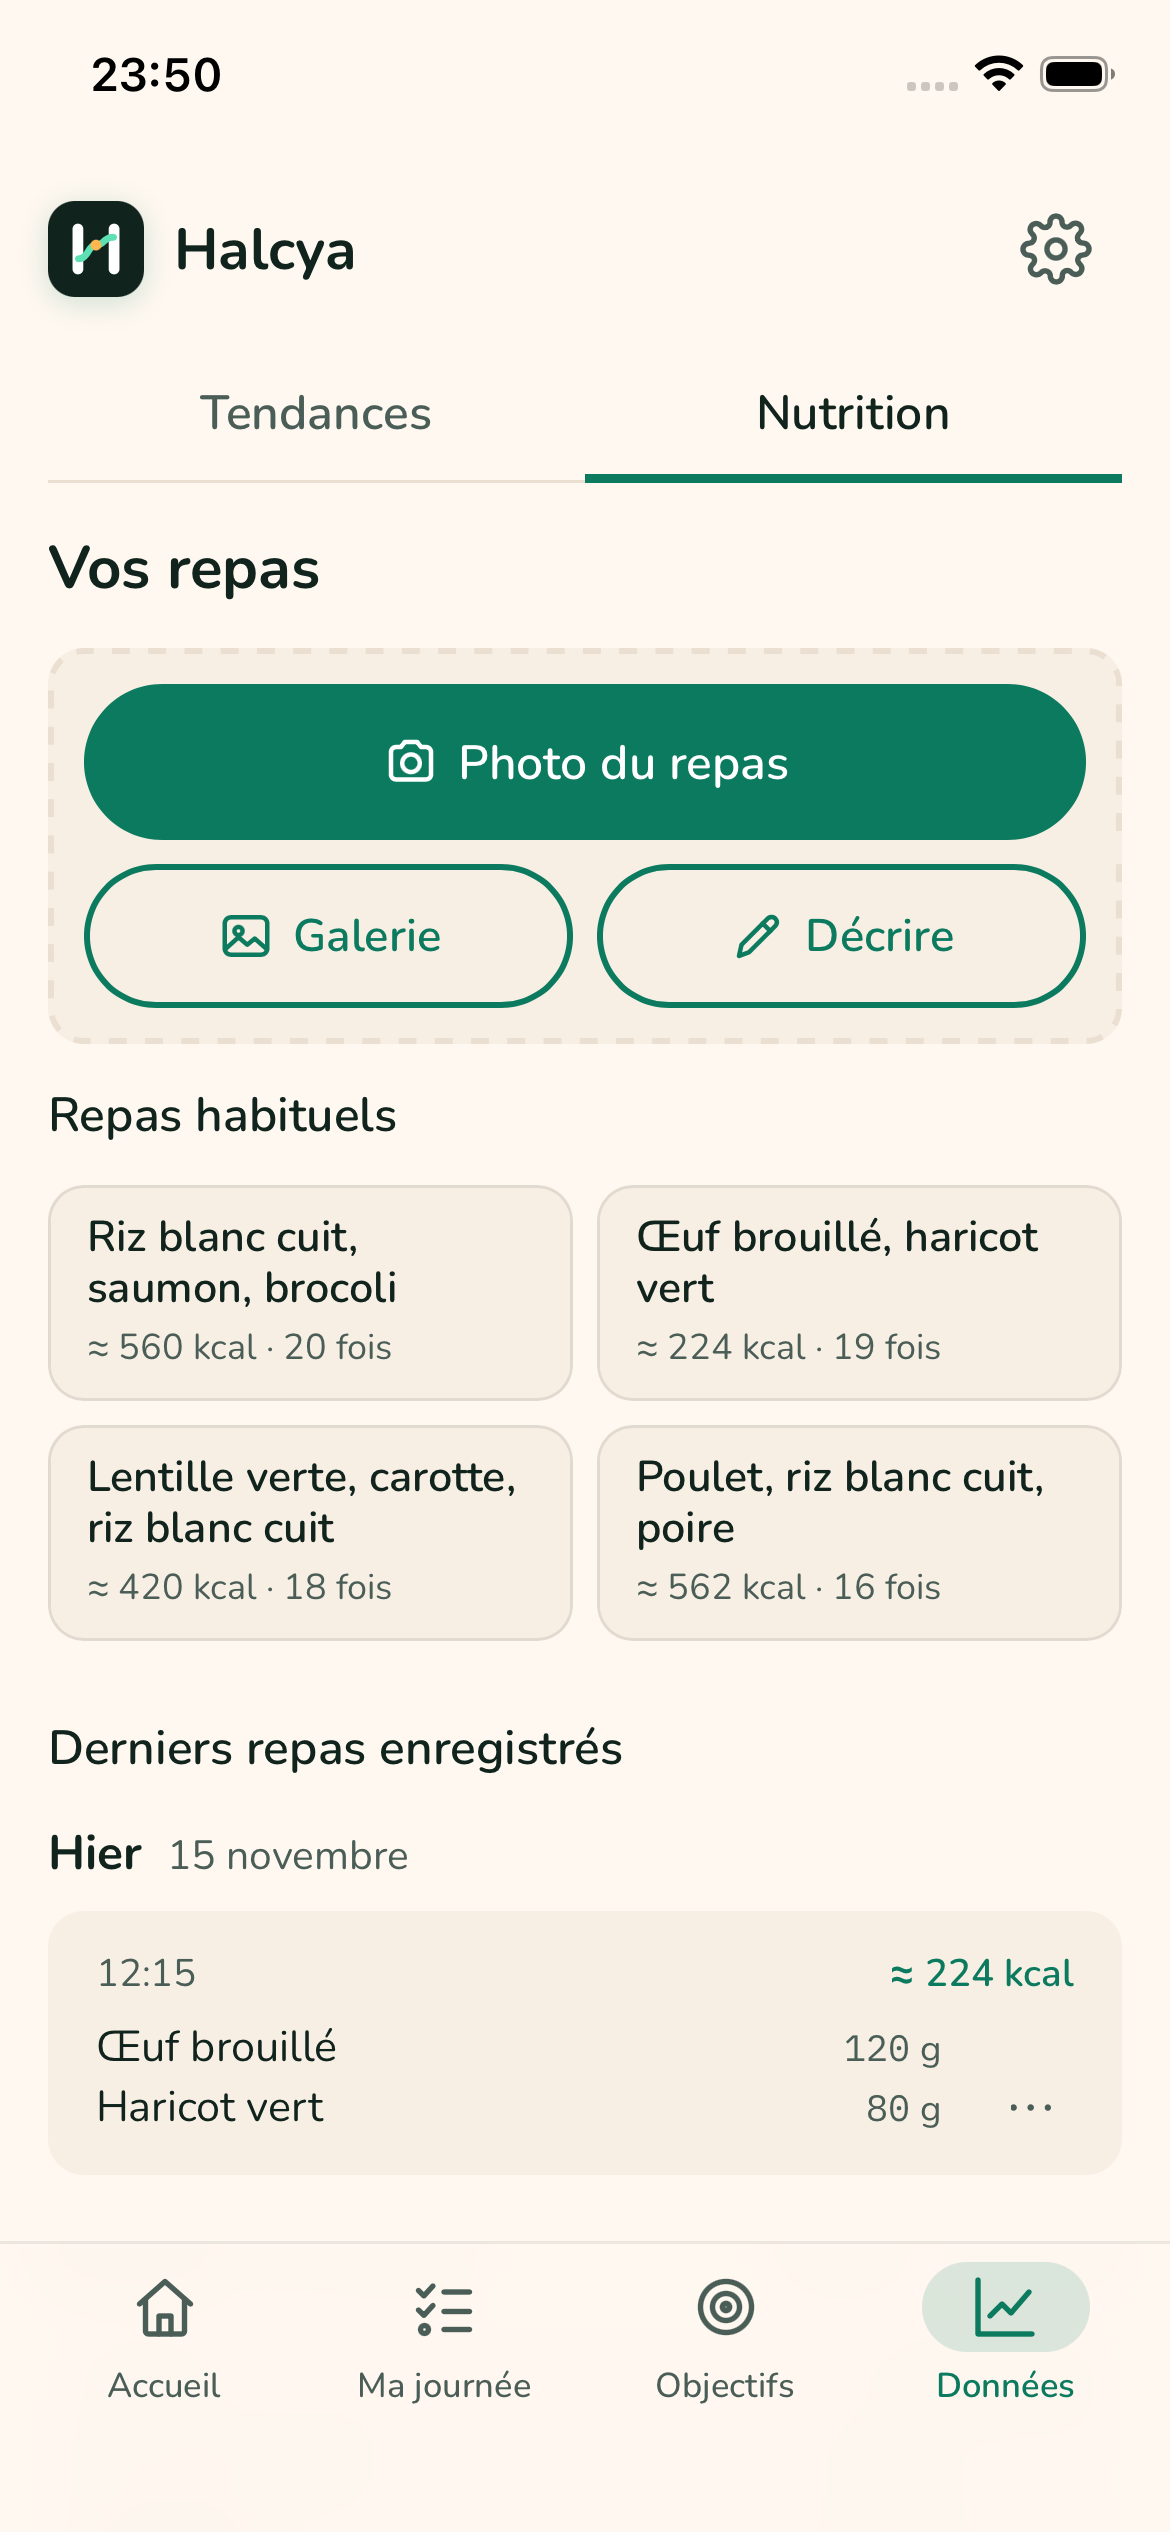 23:50
Halcya
Tendances
Nutrition
Vos repas
Photo du repas
Galerie
Décrire
Repas habituels
Riz blanc cuit,
saumon, brocoli
≈ 560 kcal · 20 fois
Œuf brouillé, haricot
vert
≈ 224 kcal · 19 fois
Lentille verte, carotte,
riz blanc cuit
≈ 420 kcal · 18 fois
Poulet, riz blanc cuit,
poire
≈ 562 kcal · 16 fois
Derniers repas enregistrés
Hier 15 novembre
12:15 ≈ 224 kcal
Œuf brouillé 120 g
Haricot vert 80 g
Accueil
Ma journée
Objectifs
Données